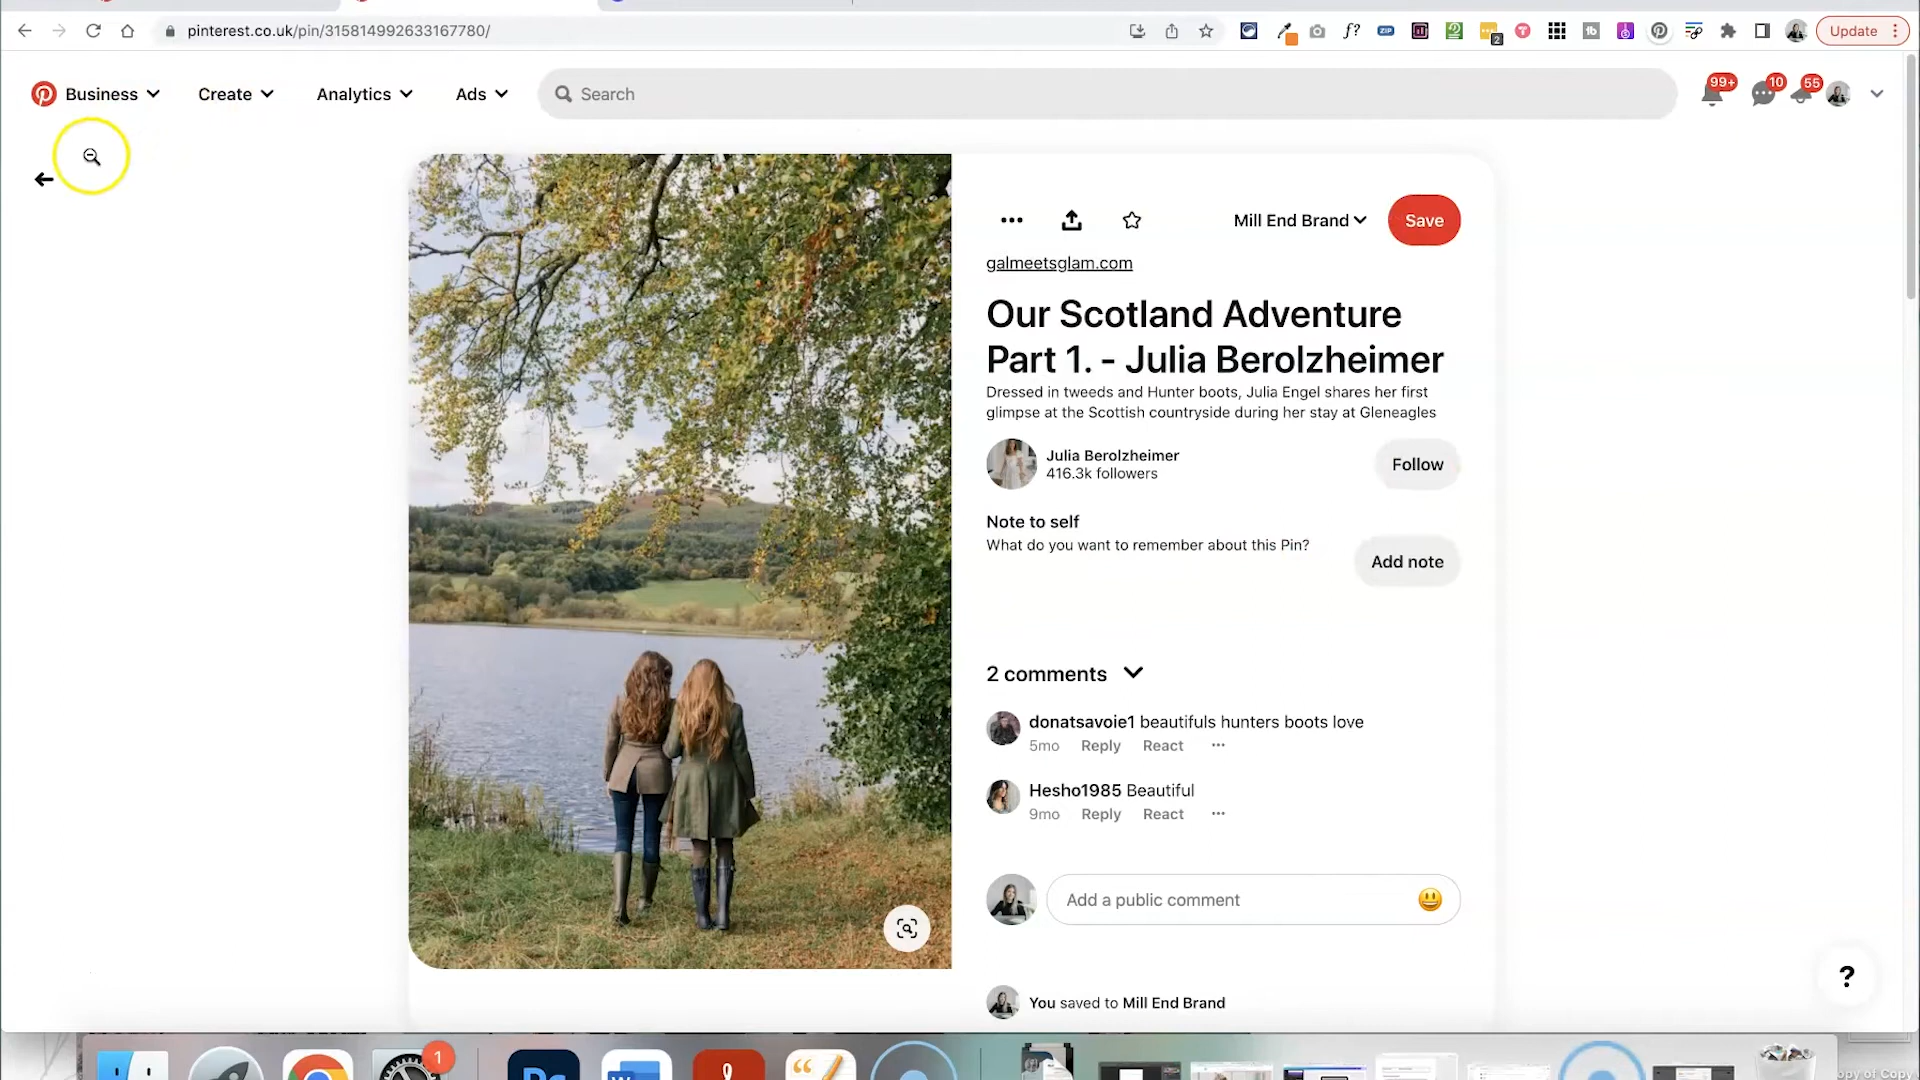 pinterest.co.uk/pin/315814992633167780/
f?
ZIP
2
Update
Business
Create
Analytics
Ads
Search
99+
10
55
Mill End Brand
Save
galmeetsglam.com
Our Scotland Adventure
Part 1. - Julia Berolzheimer
Dressed in tweeds and Hunter boots, Julia Engel shares her first
glimpse at the Scottish countryside during her stay at Gleneagles
Julia Berolzheimer
416.3k followers
Follow
Note to self
What do you want to remember about this Pin?
Add note
2 comments
donatsavoie1 beautifuls hunters boots love
5mo Reply React
Hesho1985 Beautiful
9mo Reply React
Add a public comment
?
You saved to Mill End Brand
1